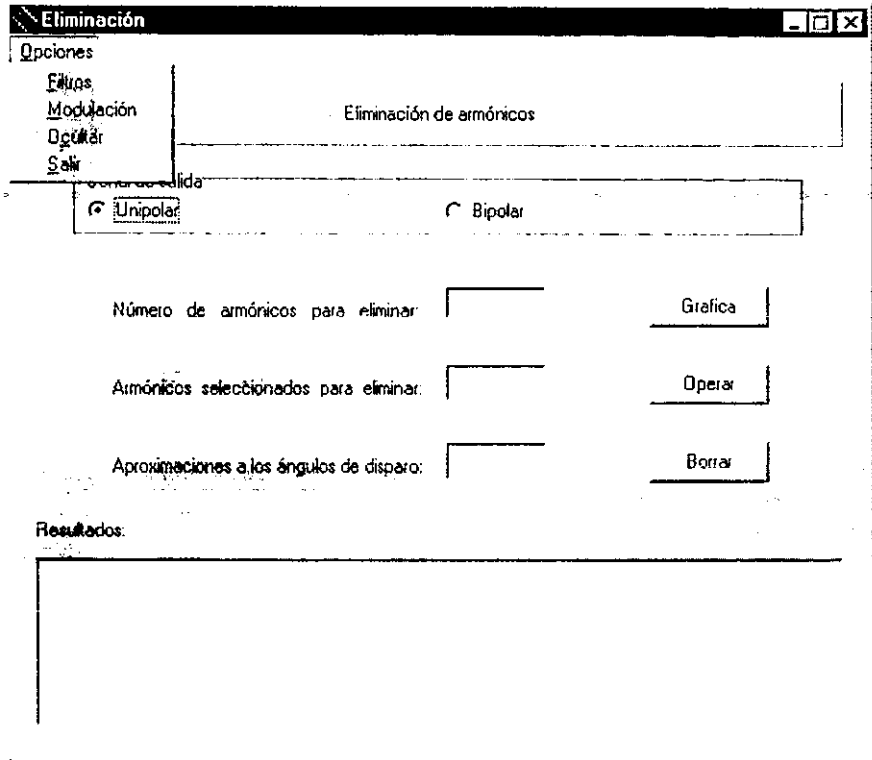 Eliminación
Opciones
Filtros
Modulación
Ocultar
Salir
Eliminación de armónicos
salida
Unipolar
Bipolar
Número de armónicos para eliminar:
Grafica
Armónicos seleccionados para eliminar:
Operar
Aproximaciones a los ángulos de disparo:
Borrar
Resultados: